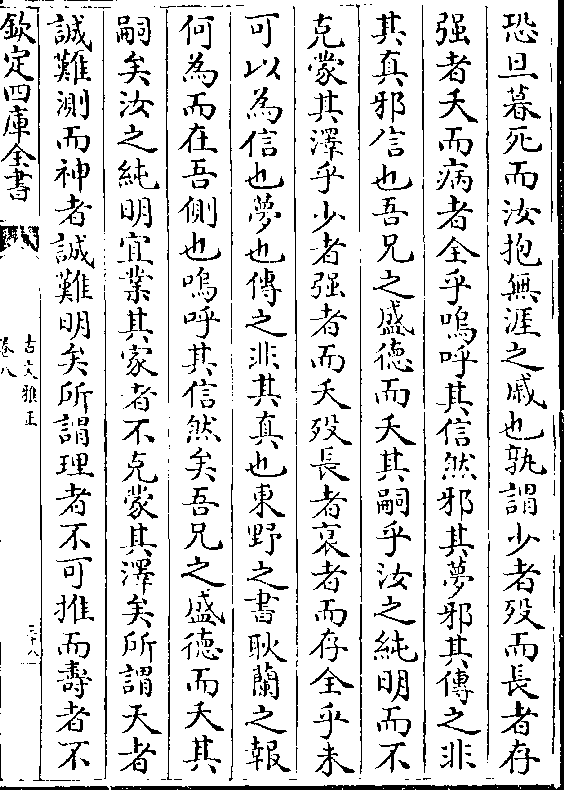 恐旦暮死而汝抱無涯之戚也孰謂少者殁而長者存
强者夭而病者全乎嗚呼其信然邪其夢邪其傳之非
其真邪信也吾兄之盛德而夭其嗣乎汝之純明而不
克蒙其澤乎少者强者而夭殁長者衰者而存全乎未
可以為信也夢也傳之非其真也東野之書耿蘭之報
何為而在吾側也嗚呼其信然矣吾兄之盛德而夭其
嗣矣汝之純明宜業其家者不克蒙其澤矣所謂天者
誠難測而神者誠難明矣所謂理者不可推而壽者不
欽定四庫全書
古文雅正
卷八
三十八